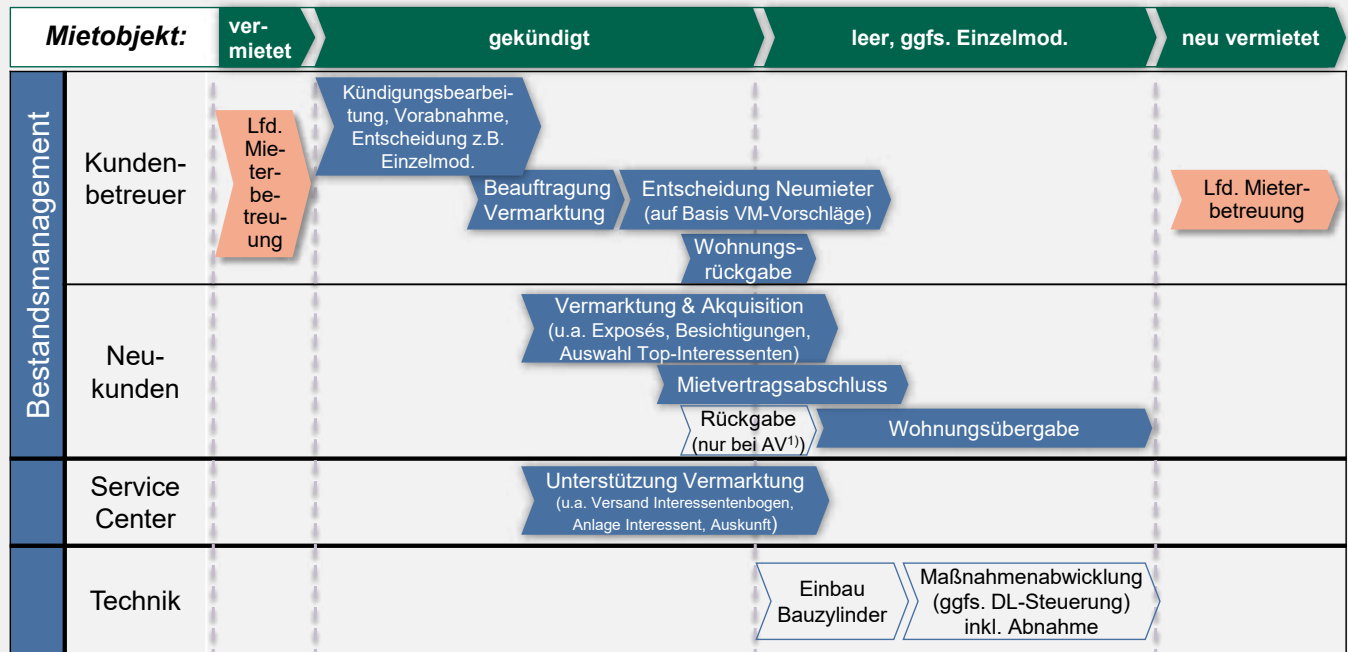 Mietobjekt:
ver-
mietet
gekündigt
leer, ggfs. Einzelmod.
neu vermietet
Bestandsmanagement
Kunden-
betreuer
Lfd.
Mie-
ter-
be-
treu-
ung
Kündigungsbearbei-
tung, Vorabnahme,
Entscheidung z.B.
Einzelmod.
Beauftragung
Vermarktung
Entscheidung Neumieter
(auf Basis VM-Vorschläge)
Wohnungs-
rückgabe
Lfd. Mieter-
betreuung
Neu-
kunden
Vermarktung & Akquisition
(u.a. Exposés, Besichtigungen,
Auswahl Top-Interessenten)
Mietvertragsabschluss
Rückgabe
(nur bei AV¹⁾)
Wohnungsübergabe
Service
Center
Unterstützung Vermarktung
(u.a. Versand Interessentenbogen,
Anlage Interessent, Auskunft)
Technik
Einbau
Bauzylinder
Maßnahmenabwicklung
(ggfs. DL-Steuerung)
inkl. Abnahme